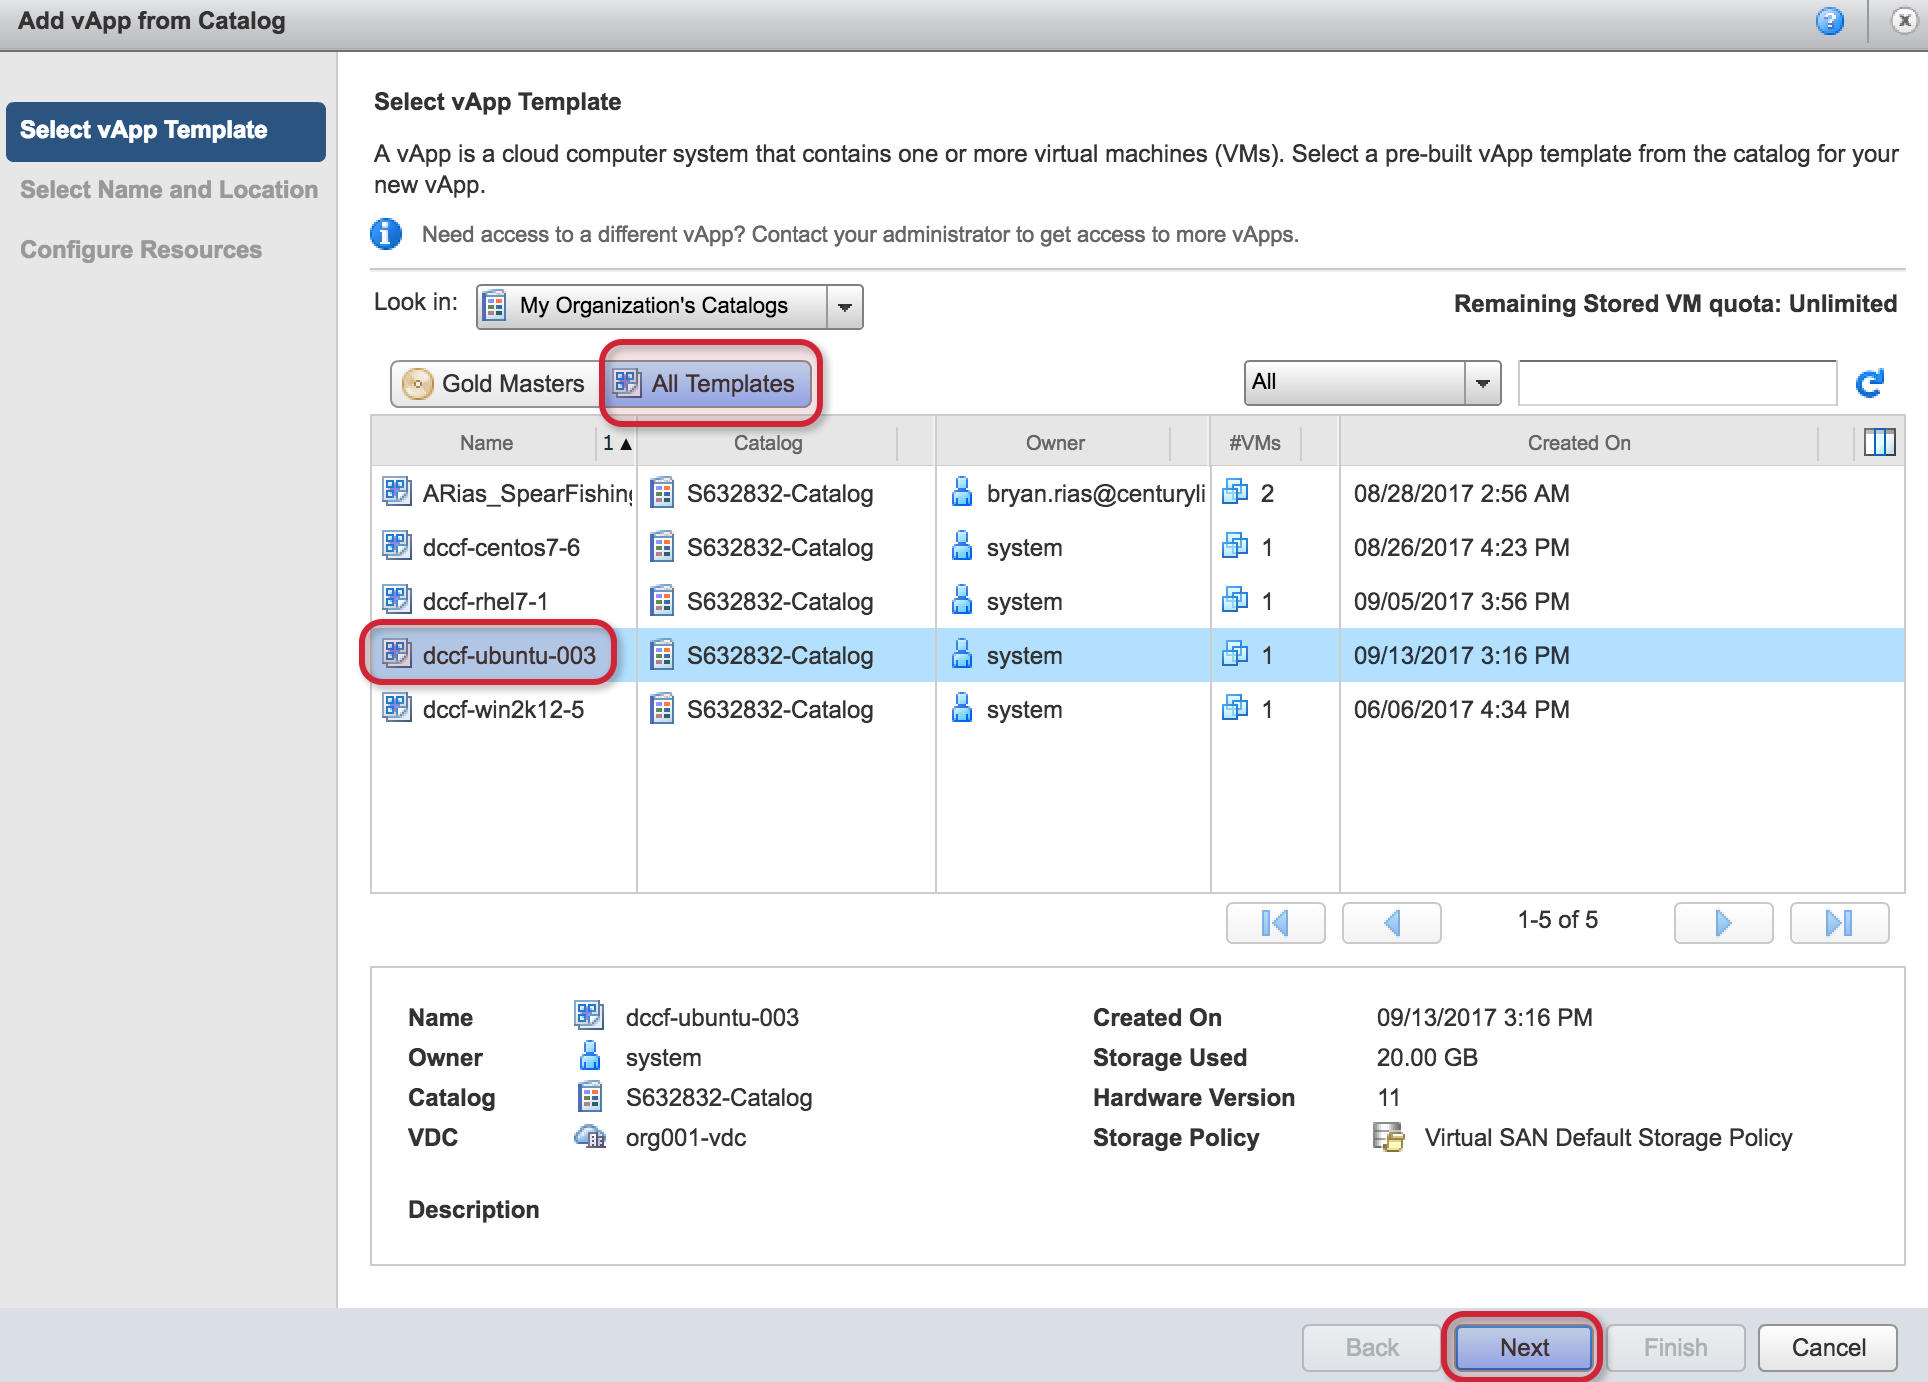 Add vApp from Catalog
?
x
Select vApp Template
Select Name and Location
Configure Resources
Select vApp Template
A vApp is a cloud computer system that contains one or more virtual machines (VMs). Select a pre-built vApp template from the catalog for your
new vApp.
Need access to a different vApp? Contact your administrator to get access to more vApps.
Look in: My Organization's Catalogs Remaining Stored VM quota: Unlimited
Gold Masters All Templates All
Name 1 ▲ Catalog Owner #VMs Created On
ARias_SpearFishing S632832-Catalog bryan.rias@centuryli 2 08/28/2017 2:56 AM
dccf-centos7-6 S632832-Catalog system 1 08/26/2017 4:23 PM
dccf-rhel7-1 S632832-Catalog system 1 09/05/2017 3:56 PM
dccf-ubuntu-003 S632832-Catalog system 1 09/13/2017 3:16 PM
dccf-win2k12-5 S632832-Catalog system 1 06/06/2017 4:34 PM
1-5 of 5
Name dccf-ubuntu-003 Created On 09/13/2017 3:16 PM
Owner system Storage Used 20.00 GB
Catalog S632832-Catalog Hardware Version 11
VDC org001-vdc Storage Policy Virtual SAN Default Storage Policy
Description
Back Next Finish Cancel